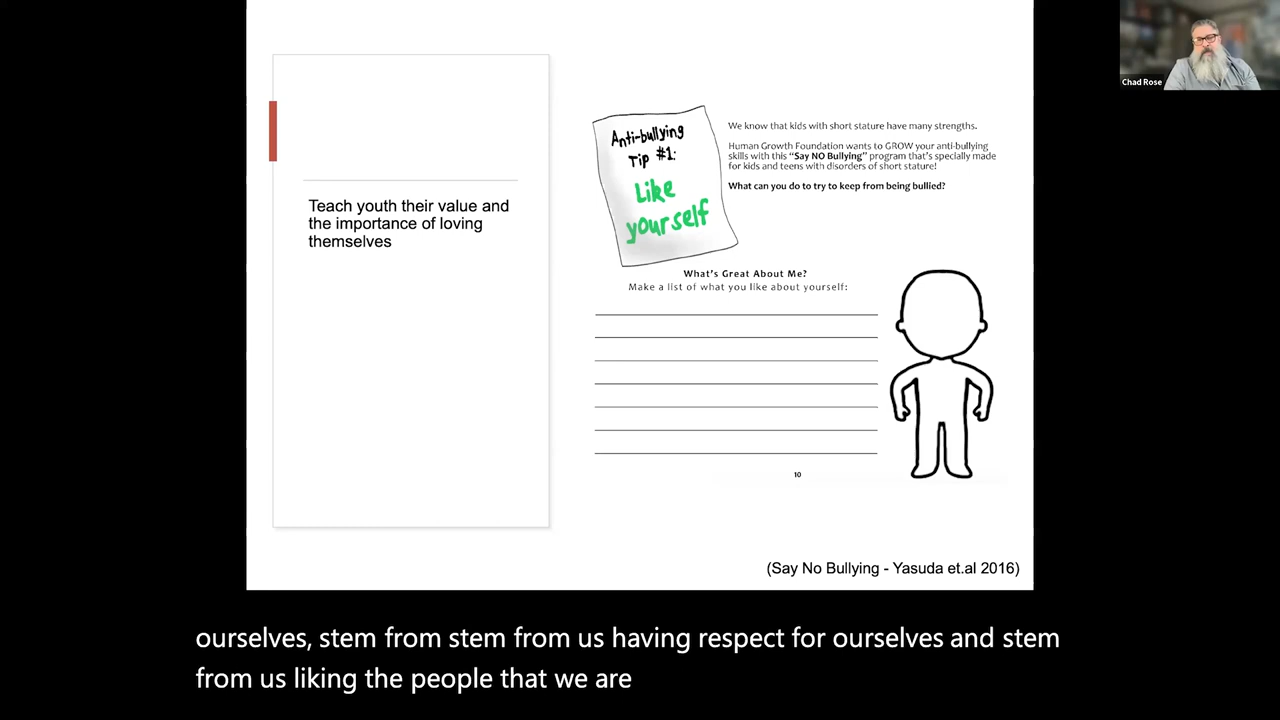 Chad Rose
Teach youth their value and
the importance of loving
themselves
Anti-bullying
Tip #1:
Like
yourself
We know that kids with short stature have many strengths.
Human Growth Foundation wants to GROW your anti-bullying
skills with this “Say NO Bullying” program that's specially made
for kids and teens with disorders of short stature!
What can you do to try to keep from being bullied?
What's Great About Me?
Make a list of what you like about yourself:
10
(Say No Bullying - Yasuda et.al 2016)
ourselves, stem from stem from us having respect for ourselves and stem
from us liking the people that we are